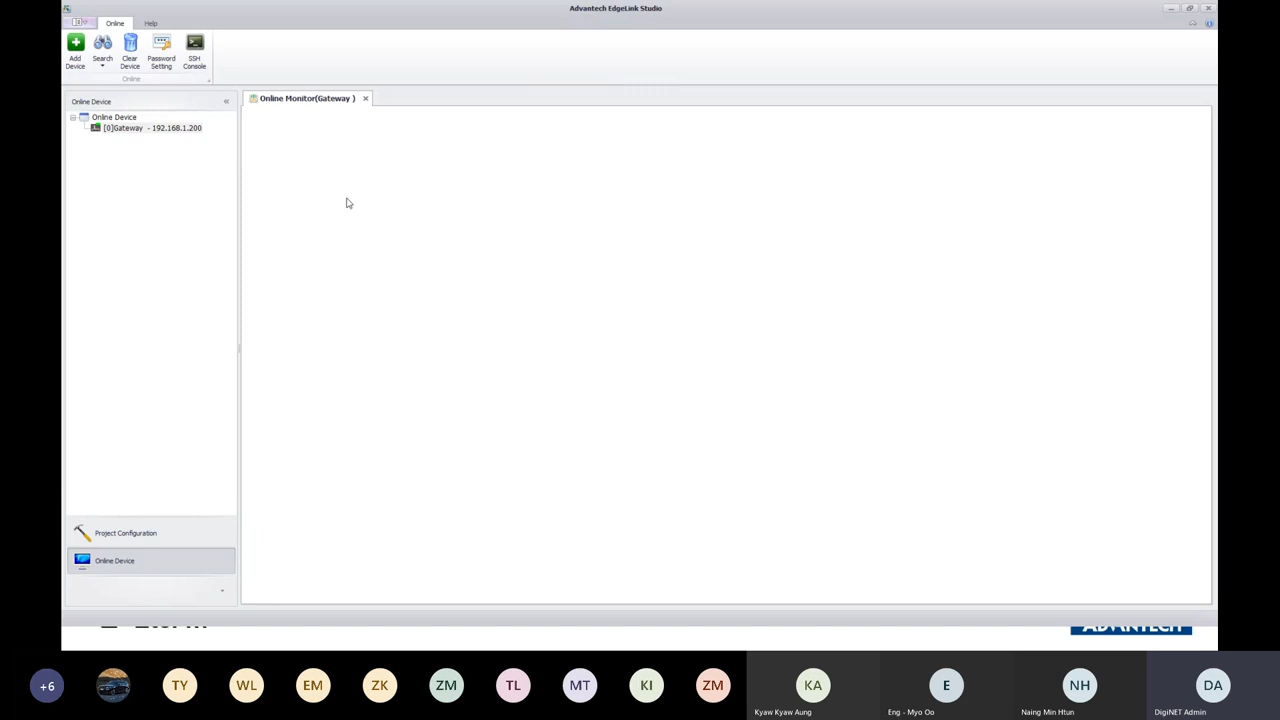 Advantech EdgeLink Studio
Online
Help
Add Device
Search
Clear Device
Password Setting
SSH Console
Online
Online Device
Online Monitor(Gateway )
Online Device
[0]Gateway - 192.168.1.200
Project Configuration
Online Device
ADVANTECH
+6
TY
WL
EM
ZK
ZM
TL
MT
KI
ZM
KA
E
NH
DA
Kyaw Kyaw Aung
Eng - Myo Oo
Naing Min Htun
DigiNET Admin